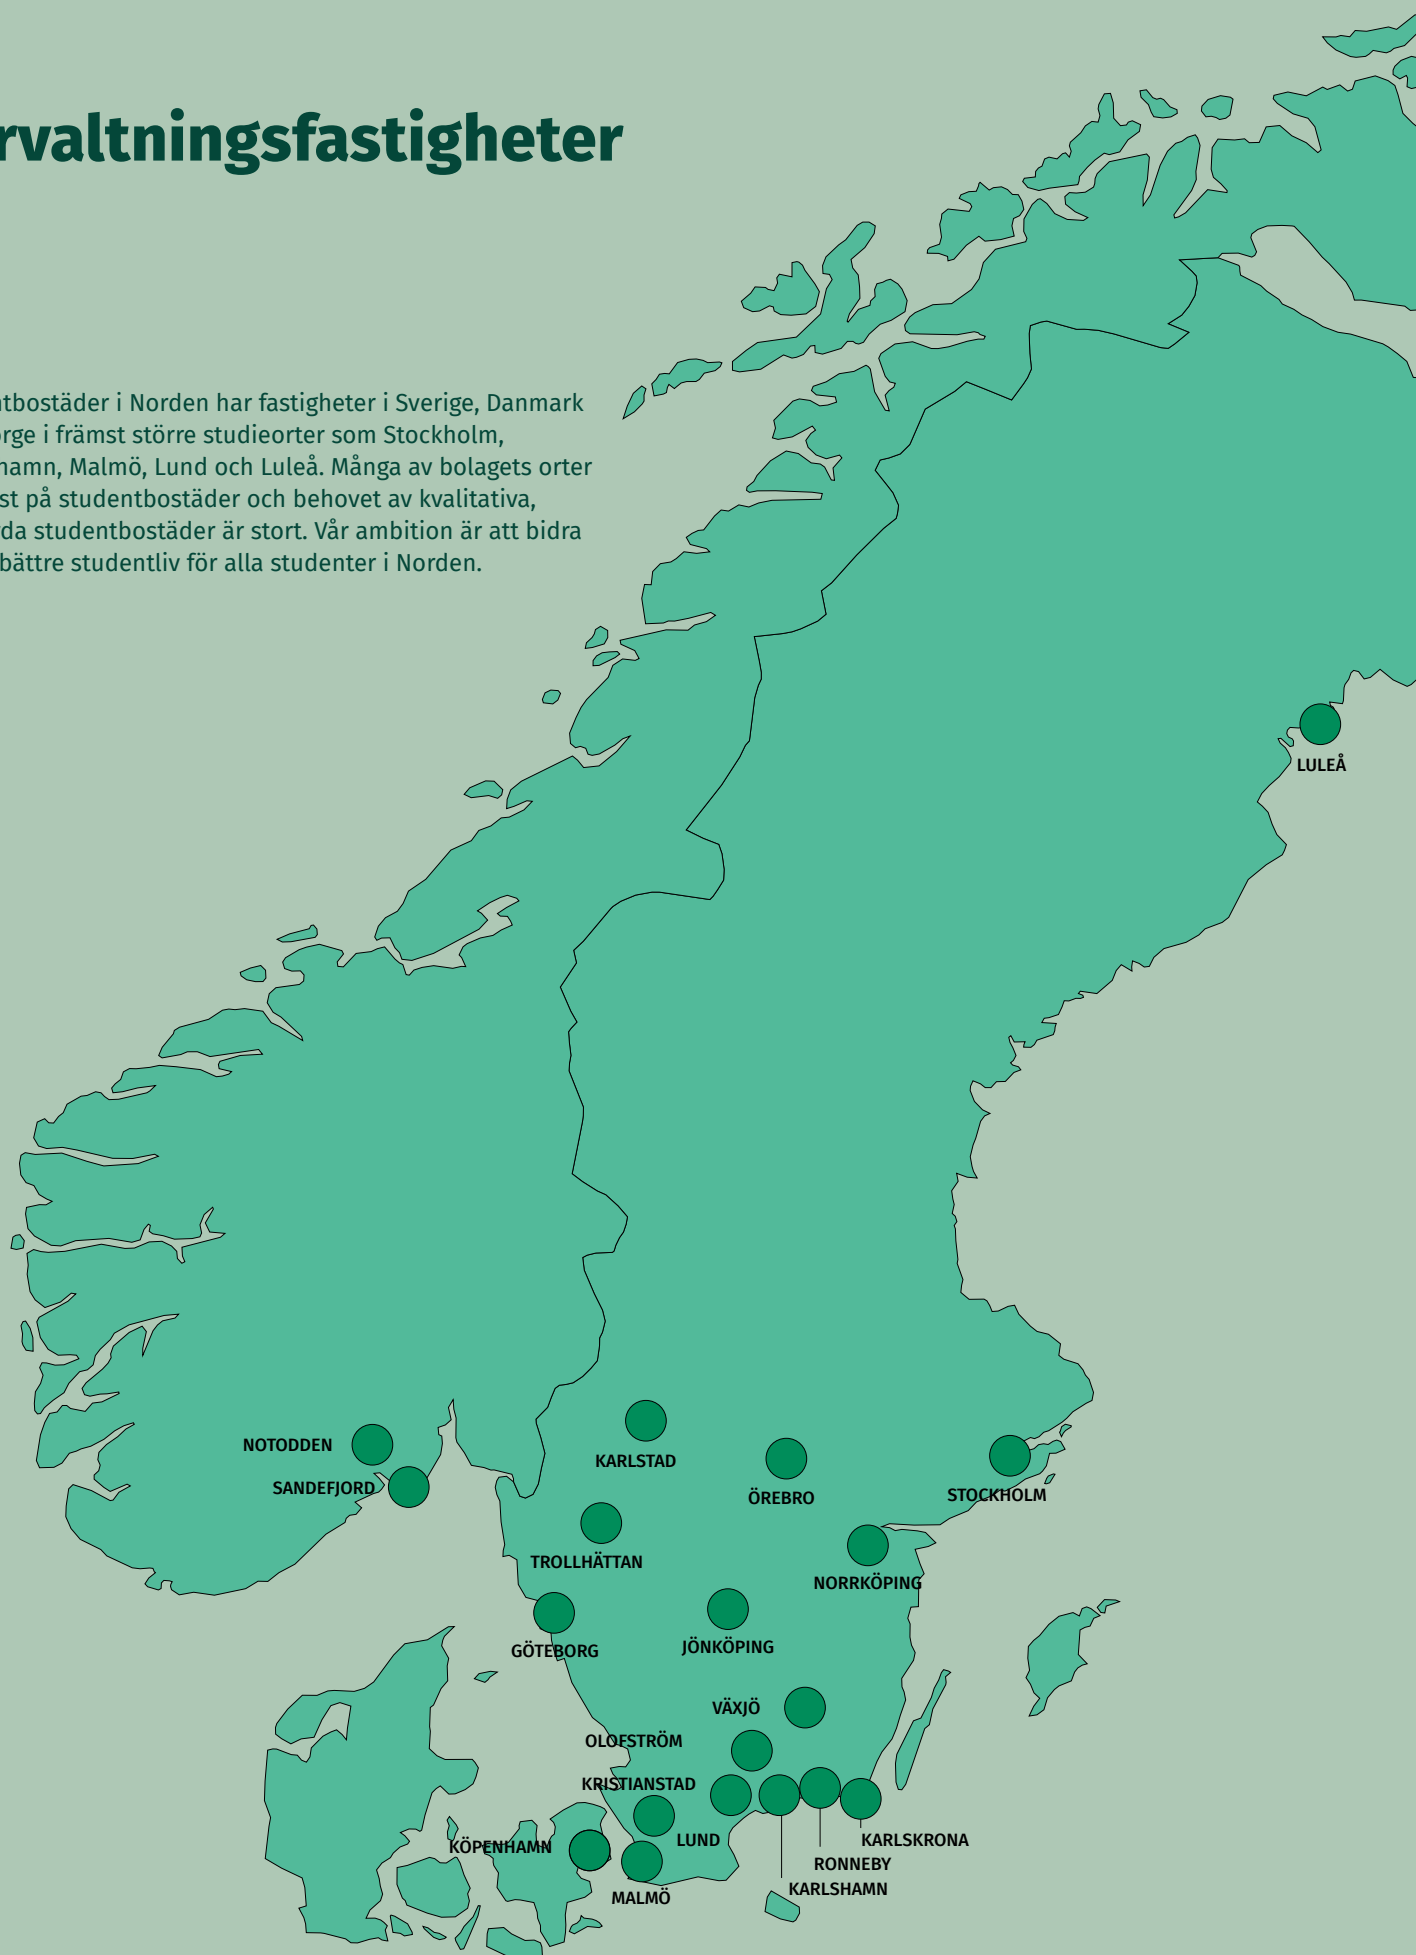 rvaltningsfastigheter
tbostäder i Norden har fastigheter i Sverige, Danmark
rge i främst större studieorter som Stockholm,
hamn, Malmö, Lund och Luleå. Många av bolagets orter
st på studentbostäder och behovet av kvalitativa,
da studentbostäder är stort. Vår ambition är att bidra
bättre studentliv för alla studenter i Norden.
LULEÅ
NOTODDEN
SANDEFJORD
KARLSTAD
ÖREBRO
STOCKHOLM
TROLLHÄTTAN
NORRKÖPING
GÖTEBORG
JÖNKÖPING
VÄXJÖ
OLOFSTRÖM
KRISTIANSTAD
LUND
KÖPENHAMN
MALMÖ
KARLSKRONA
RONNEBY
KARLSHAMN